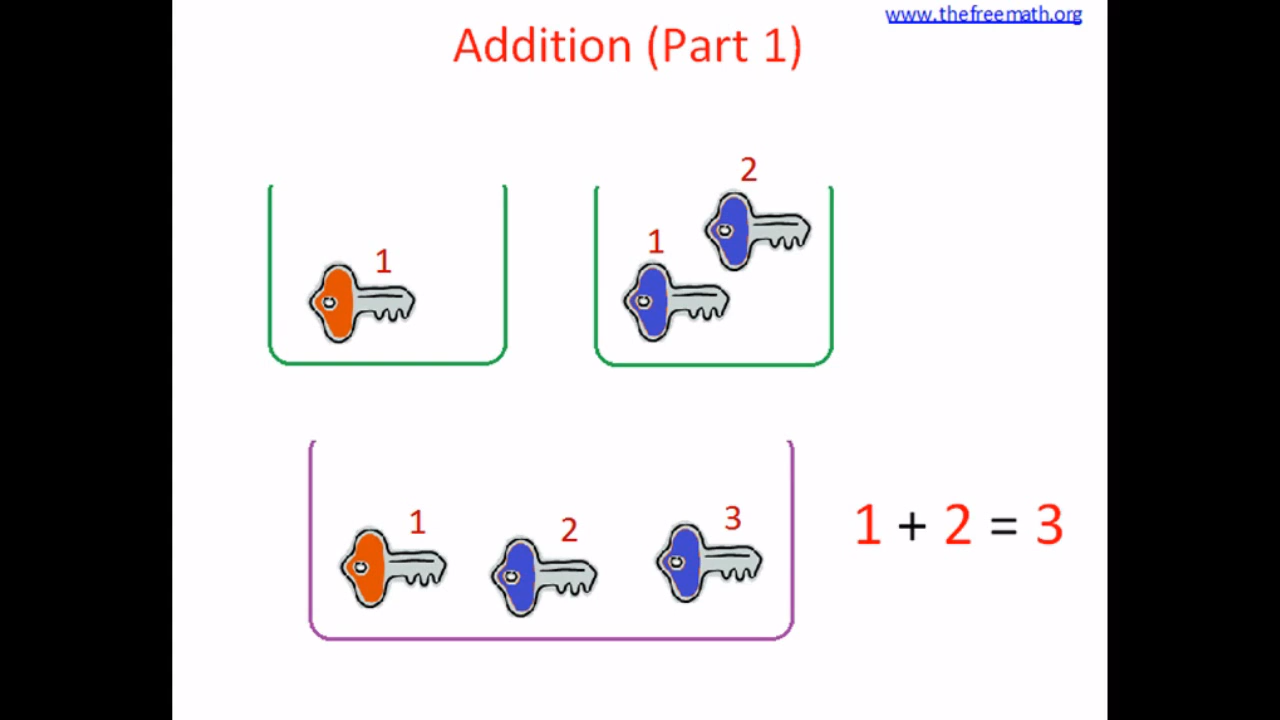 www.thefreemath.org
Addition (Part 1)
2
1
1
1
2
3
1 + 2 = 3